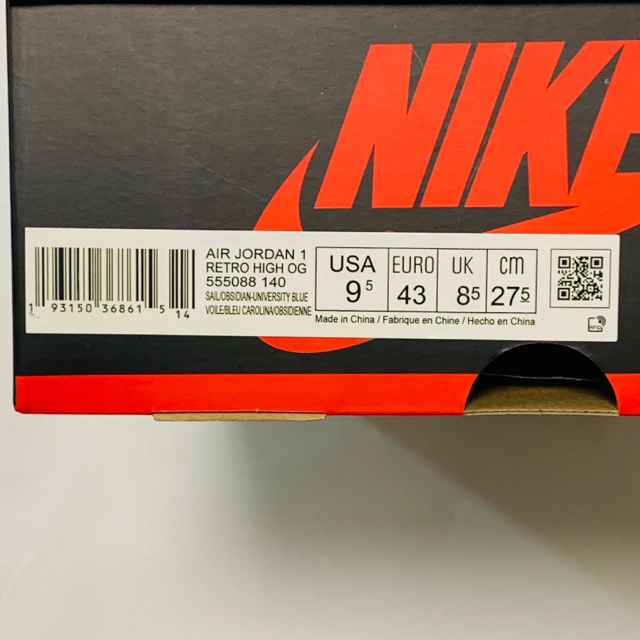 NIKE
AIR JORDAN 1
RETRO HIGH OG
555088 140
SAIL/OBSIDIAN-UNIVERSITY BLUE
VOILE/BLEU CAROLINA/OBSIDIENNE
USA EURO UK cm
9 5 43 8 5 27 5
Made in China / Fabrique en Chine / Hecho en China
1 93150 36861 5 14
RFID